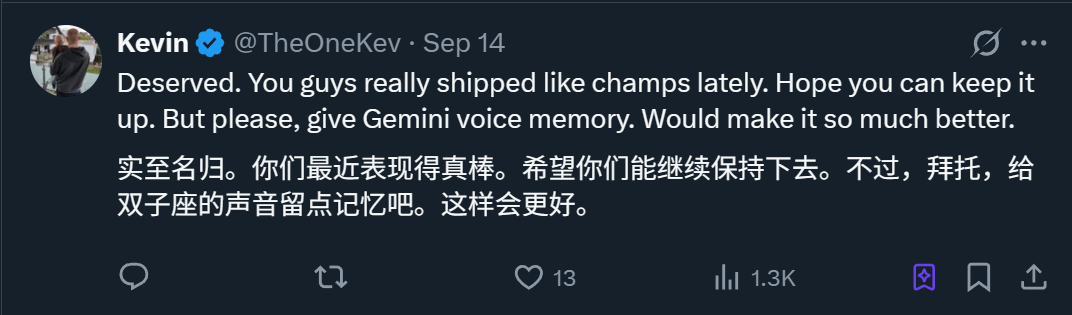 Kevin @TheOneKev · Sep 14
Deserved. You guys really shipped like champs lately. Hope you can keep it
up. But please, give Gemini voice memory. Would make it so much better.
实至名归。你们最近表现得真棒。希望你们能继续保持下去。不过，拜托，给
双子座的声音留点记忆吧。这样会更好。
13 1.3K